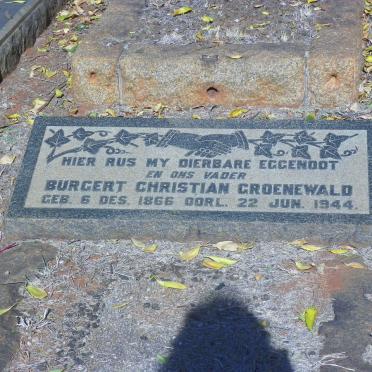 HIER RUS MY DIERBARE EGGENOOT
EN ONS VADER
BURGERT CHRISTIAN GROENEWALD
GEB. 6 DES. 1866 OORL. 22 JUN. 1944.